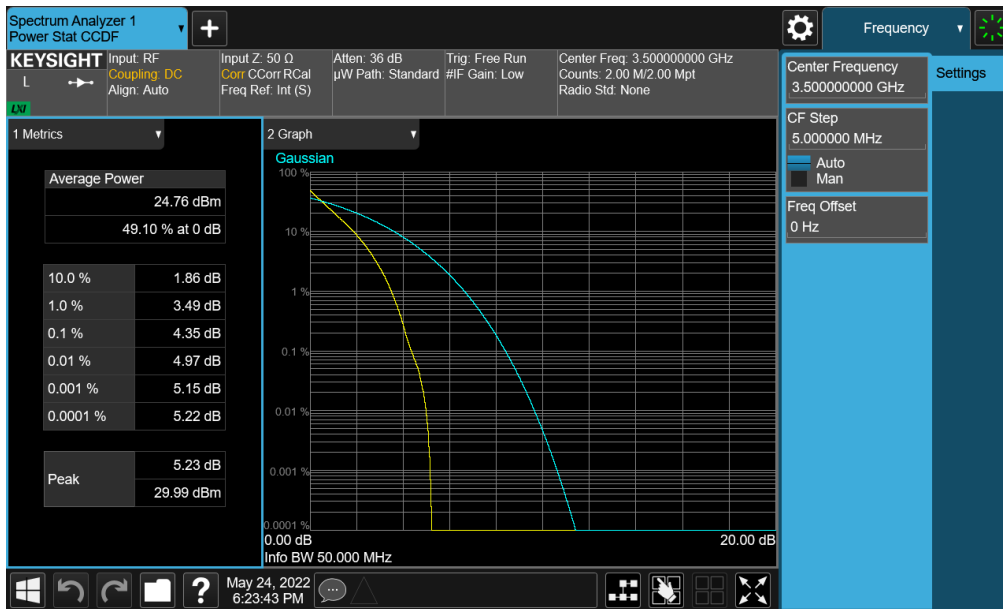 Spectrum Analyzer 1
Power Stat CCDF
Frequency
KEYSIGHT
L
LXI
Input: RF
Coupling: DC
Align: Auto
Input Z: 50 Ω
Corr CCorr RCal
Freq Ref: Int (S)
Atten: 36 dB
µW Path: Standard
Trig: Free Run
#IF Gain: Low
Center Freq: 3.500000000 GHz
Counts: 2.00 M/2.00 Mpt
Radio Std: None
Center Frequency
3.500000000 GHz
Settings
CF Step
5.000000 MHz
Auto
Man
Freq Offset
0 Hz
1 Metrics
Average Power
24.76 dBm
49.10 % at 0 dB
10.0 % 1.86 dB
1.0 % 3.49 dB
0.1 % 4.35 dB
0.01 % 4.97 dB
0.001 % 5.15 dB
0.0001 % 5.22 dB
Peak
5.23 dB
29.99 dBm
2 Graph
Gaussian
100 %
10 %
1 %
0.1 %
0.01 %
0.001 %
0.0001 %
0.00 dB 20.00 dB
Info BW 50.000 MHz
?
May 24, 2022
6:23:43 PM